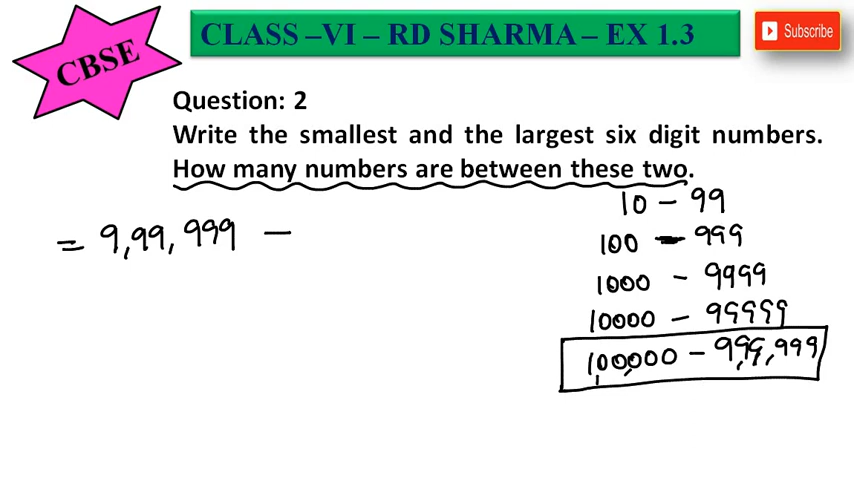 CBSE
CLASS –VI – RD SHARMA – EX 1.3
Subscribe
Question: 2
Write the smallest and the largest six digit numbers.
How many numbers are between these two.
10 – 99
= 9,99,999 –
100 – 999
1000 – 9999
10000 – 99999
1,00,000 – 9,99,999